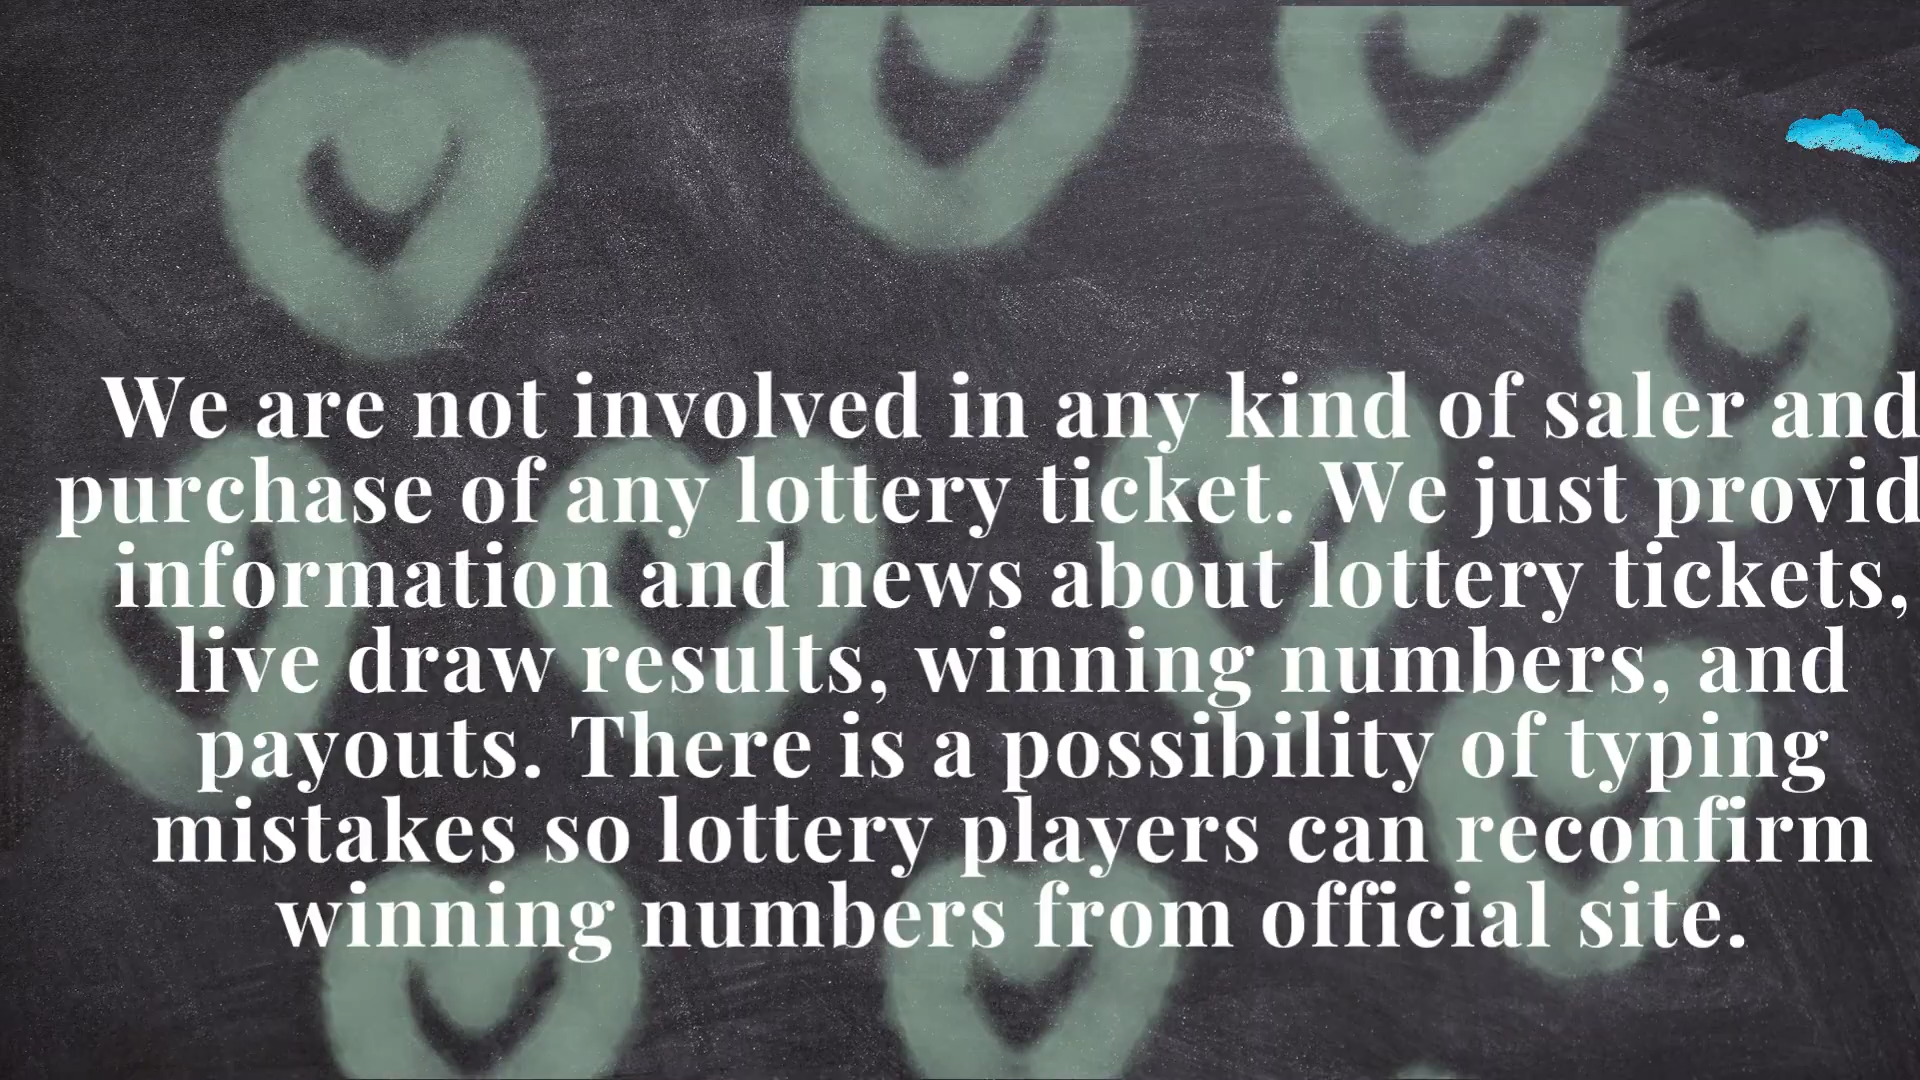 We are not involved in any kind of saler and
purchase of any lottery ticket. We just provid
information and news about lottery tickets,
live draw results, winning numbers, and
payouts. There is a possibility of typing
mistakes so lottery players can reconfirm
winning numbers from official site.